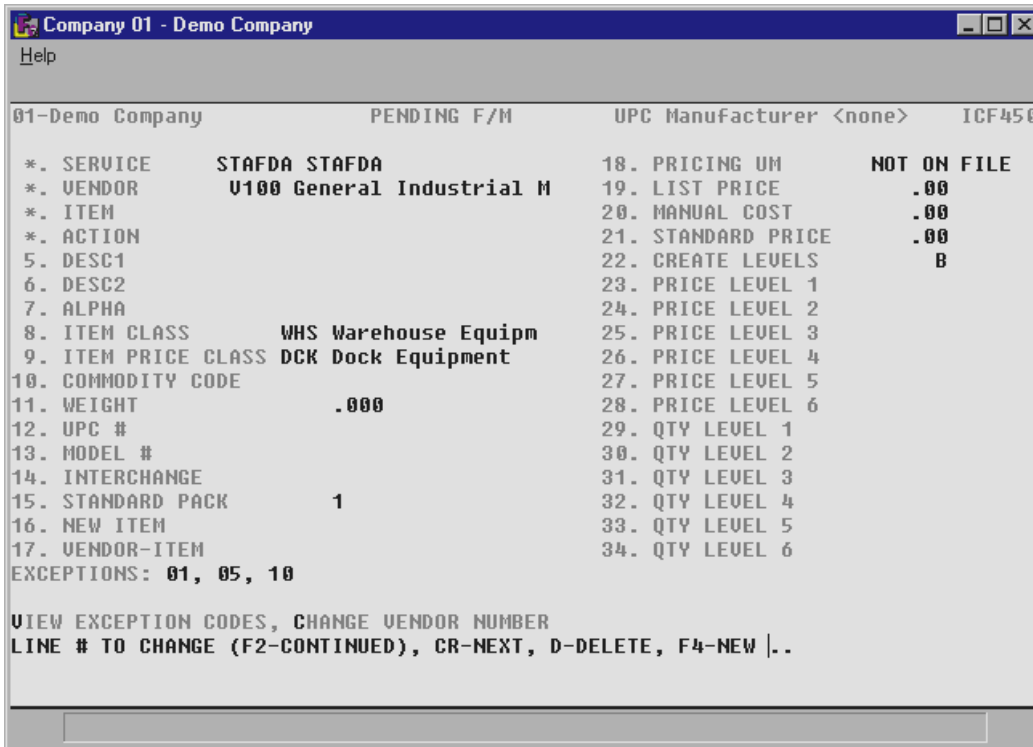 Company 01 - Demo Company
Help
01-Demo Company PENDING F/M UPC Manufacturer <none> ICF450
*. SERVICE STAFDA STAFDA 18. PRICING UM NOT ON FILE
*. VENDOR V100 General Industrial M 19. LIST PRICE .00
*. ITEM 20. MANUAL COST .00
*. ACTION 21. STANDARD PRICE .00
5. DESC1 22. CREATE LEVELS B
6. DESC2 23. PRICE LEVEL 1
7. ALPHA 24. PRICE LEVEL 2
8. ITEM CLASS WHS Warehouse Equipm 25. PRICE LEVEL 3
9. ITEM PRICE CLASS DCK Dock Equipment 26. PRICE LEVEL 4
10. COMMODITY CODE 27. PRICE LEVEL 5
11. WEIGHT .000 28. PRICE LEVEL 6
12. UPC # 29. QTY LEVEL 1
13. MODEL # 30. QTY LEVEL 2
14. INTERCHANGE 31. QTY LEVEL 3
15. STANDARD PACK 1 32. QTY LEVEL 4
16. NEW ITEM 33. QTY LEVEL 5
17. VENDOR-ITEM 34. QTY LEVEL 6
EXCEPTIONS: 01, 05, 10
VIEW EXCEPTION CODES, CHANGE VENDOR NUMBER
LINE # TO CHANGE (F2-CONTINUED), CR-NEXT, D-DELETE, F4-NEW |..